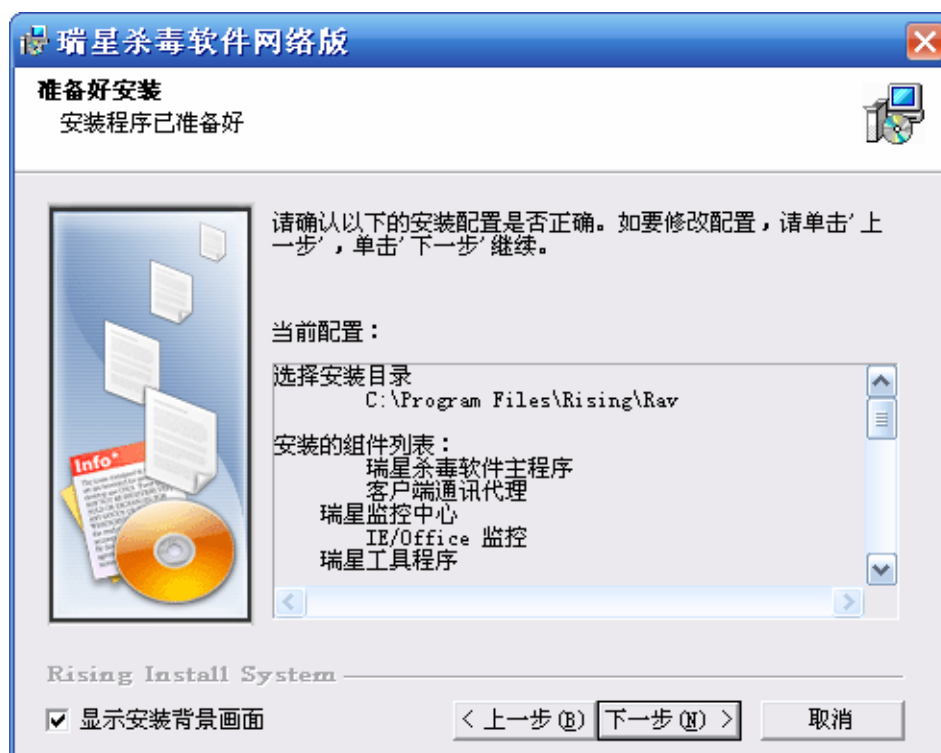 瑞星杀毒软件网络版
准备好安装
安装程序已准备好
请确认以下的安装配置是否正确。如要修改配置，请单击'上
一步'，单击'下一步'继续。
当前配置：
选择安装目录
C:\Program Files\Rising\Rav
安装的组件列表：
瑞星杀毒软件主程序
客户端通讯代理
瑞星监控中心
IE/Office 监控
瑞星工具程序
Info*
Rising Install System
显示安装背景画面
< 上一步(B) 下一步(N) > 取消